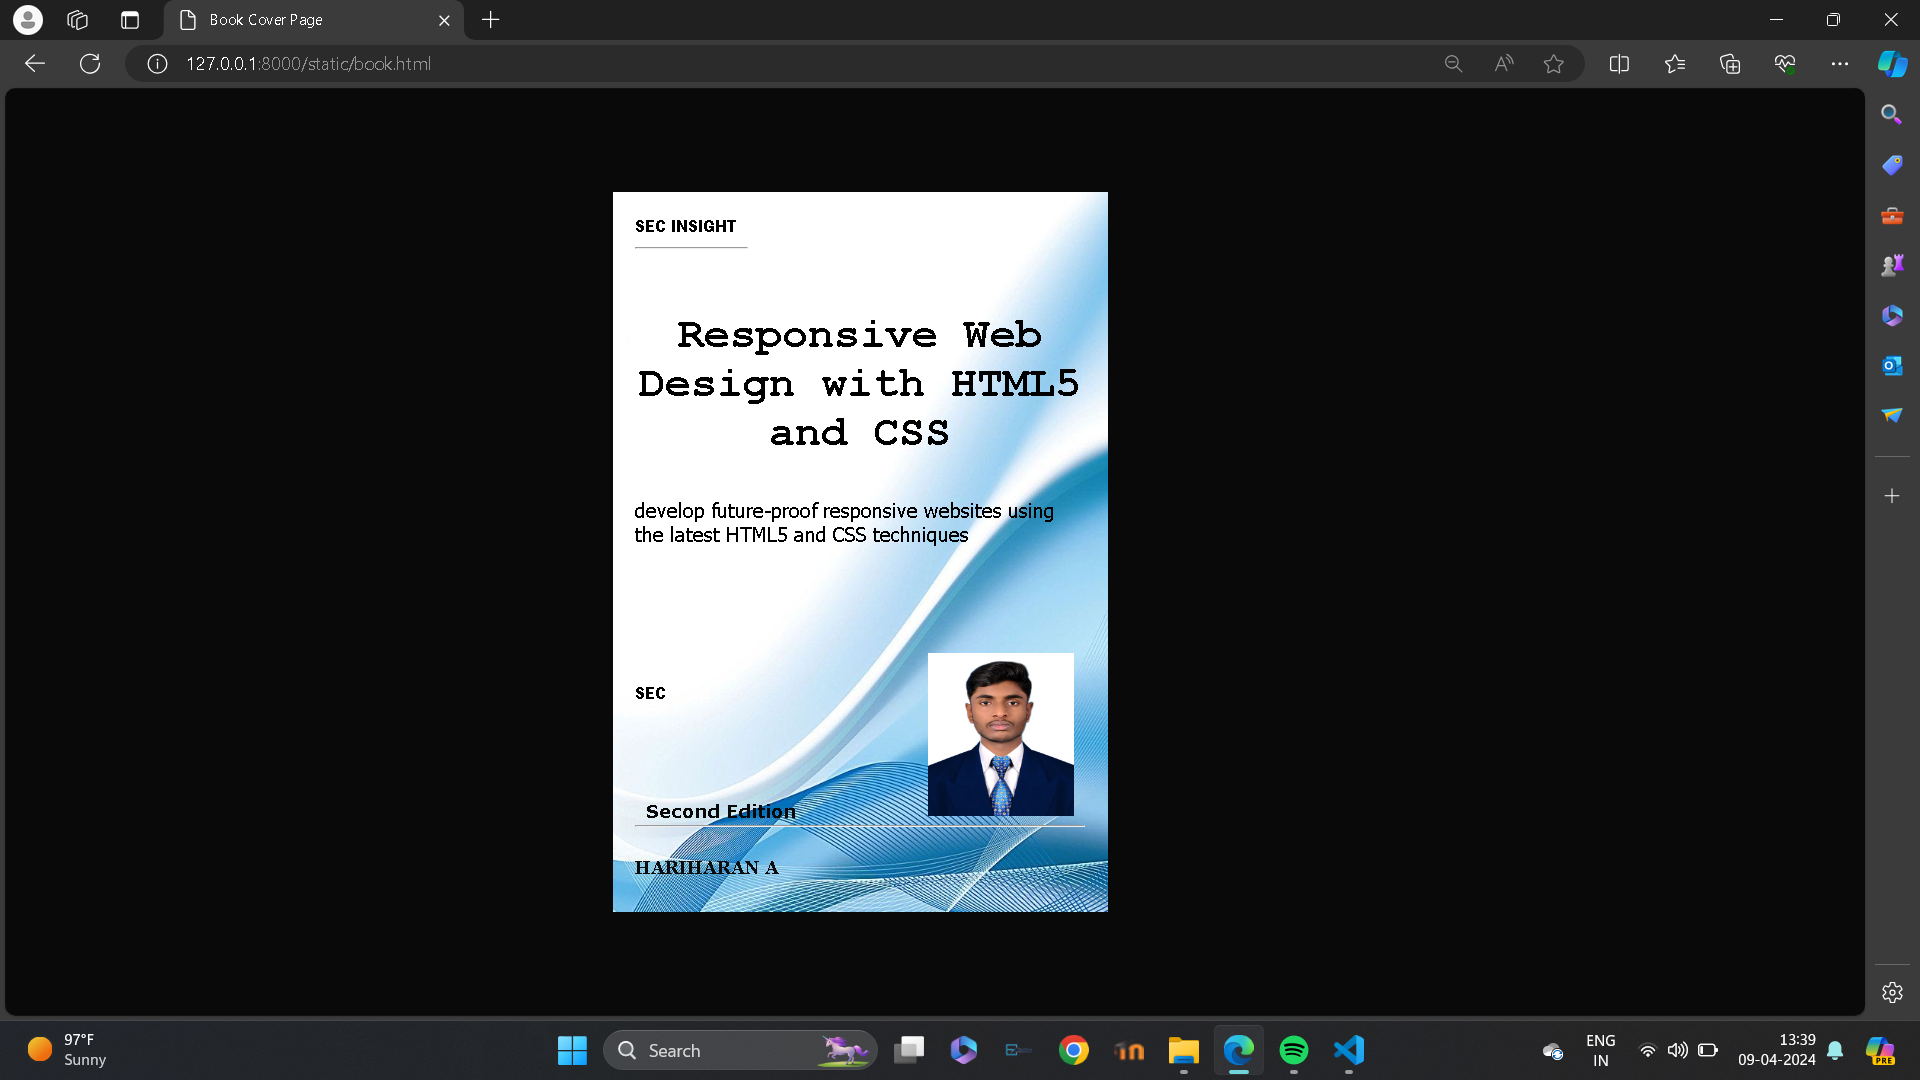 Book Cover Page
127.0.0.1:8000/static/book.html
SEC INSIGHT
Responsive Web
Design with HTML5
and CSS
develop future-proof responsive websites using
the latest HTML5 and CSS techniques
SEC
Second Edition
HARIHARAN A
97°F
Sunny
Search
ENG
IN
13:39
09-04-2024
PRE